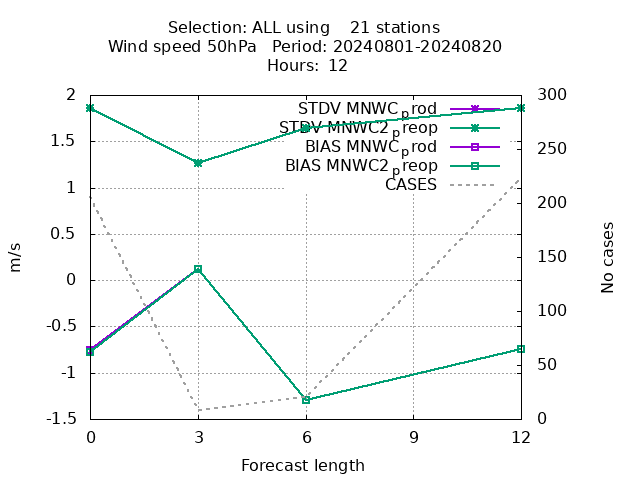 Selection: ALL using    21 stations
Wind speed 50hPa   Period: 20240801-20240820
Hours:  12
STDV MNWC_prod
STDV MNWC2_preop
BIAS MNWC_prod
BIAS MNWC2_preop
CASES
2
1.5
1
0.5
0
-0.5
-1
-1.5
m/s
300
250
200
150
100
50
0
No cases
0 3 6 9 12
Forecast length